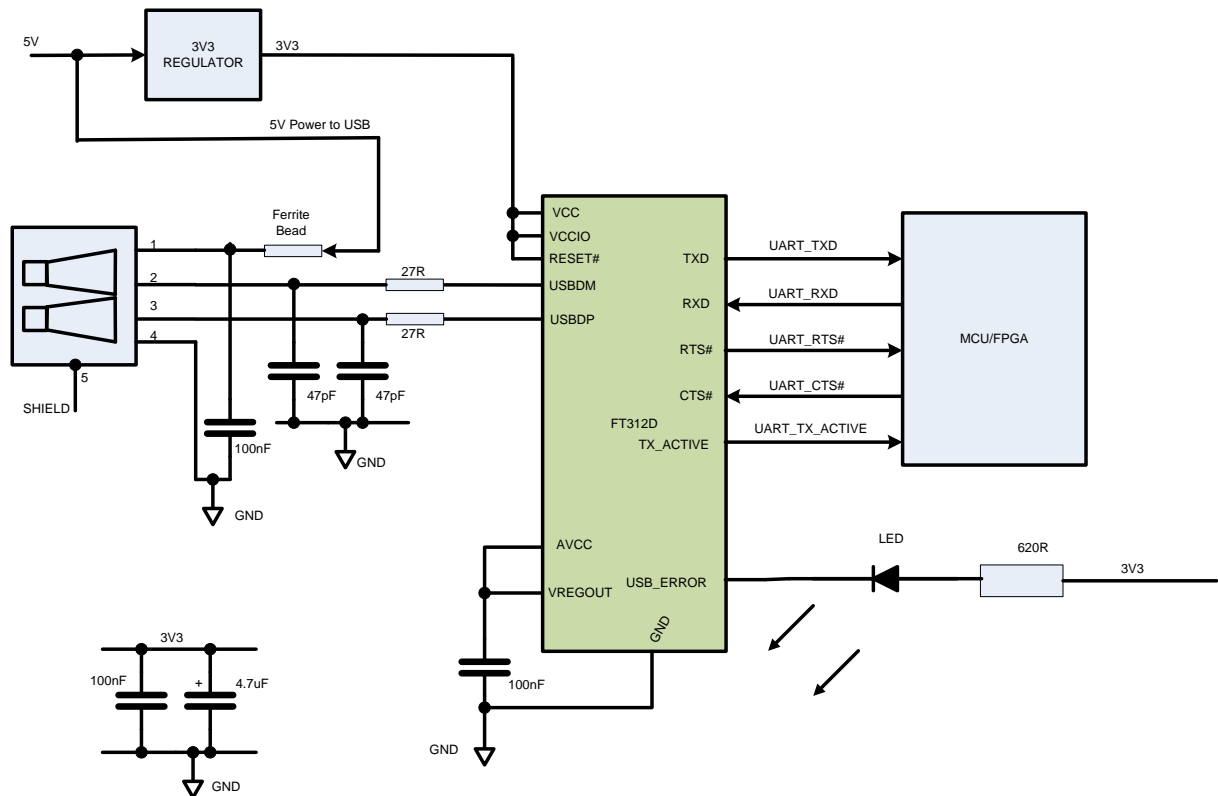 5V
3V3
REGULATOR
3V3
5V Power to USB
Ferrite
Bead
1
2
3
4
5
SHIELD
27R
27R
47pF
47pF
100nF
GND
GND
VCC
VCCIO
RESET#
USBDM
USBDP
FT312D
AVCC
VREGOUT
GND
TXD
RXD
RTS#
CTS#
TX_ACTIVE
USB_ERROR
UART_TXD
UART_RXD
UART_RTS#
UART_CTS#
UART_TX_ACTIVE
MCU/FPGA
LED
620R
3V3
100nF
GND
3V3
100nF
+
4.7uF
GND